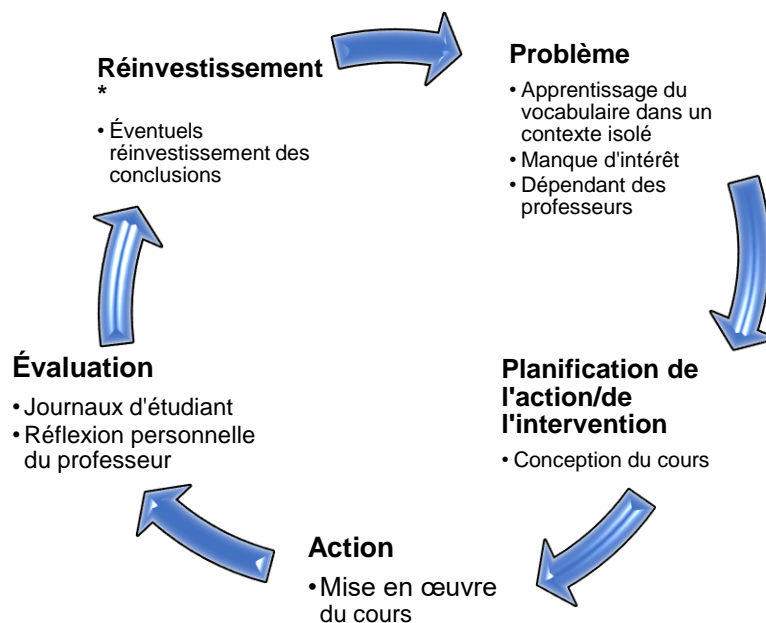 Problème
• Apprentissage du
vocabulaire dans un
contexte isolé
• Manque d'intérêt
• Dépendant des
professeurs
Planification de
l'action/de
l'intervention
• Conception du cours
Action
• Mise en œuvre
du cours
Évaluation
• Journaux d'étudiant
• Réflexion personnelle
du professeur
Réinvestissement
*
• Éventuels
réinvestissement des
conclusions